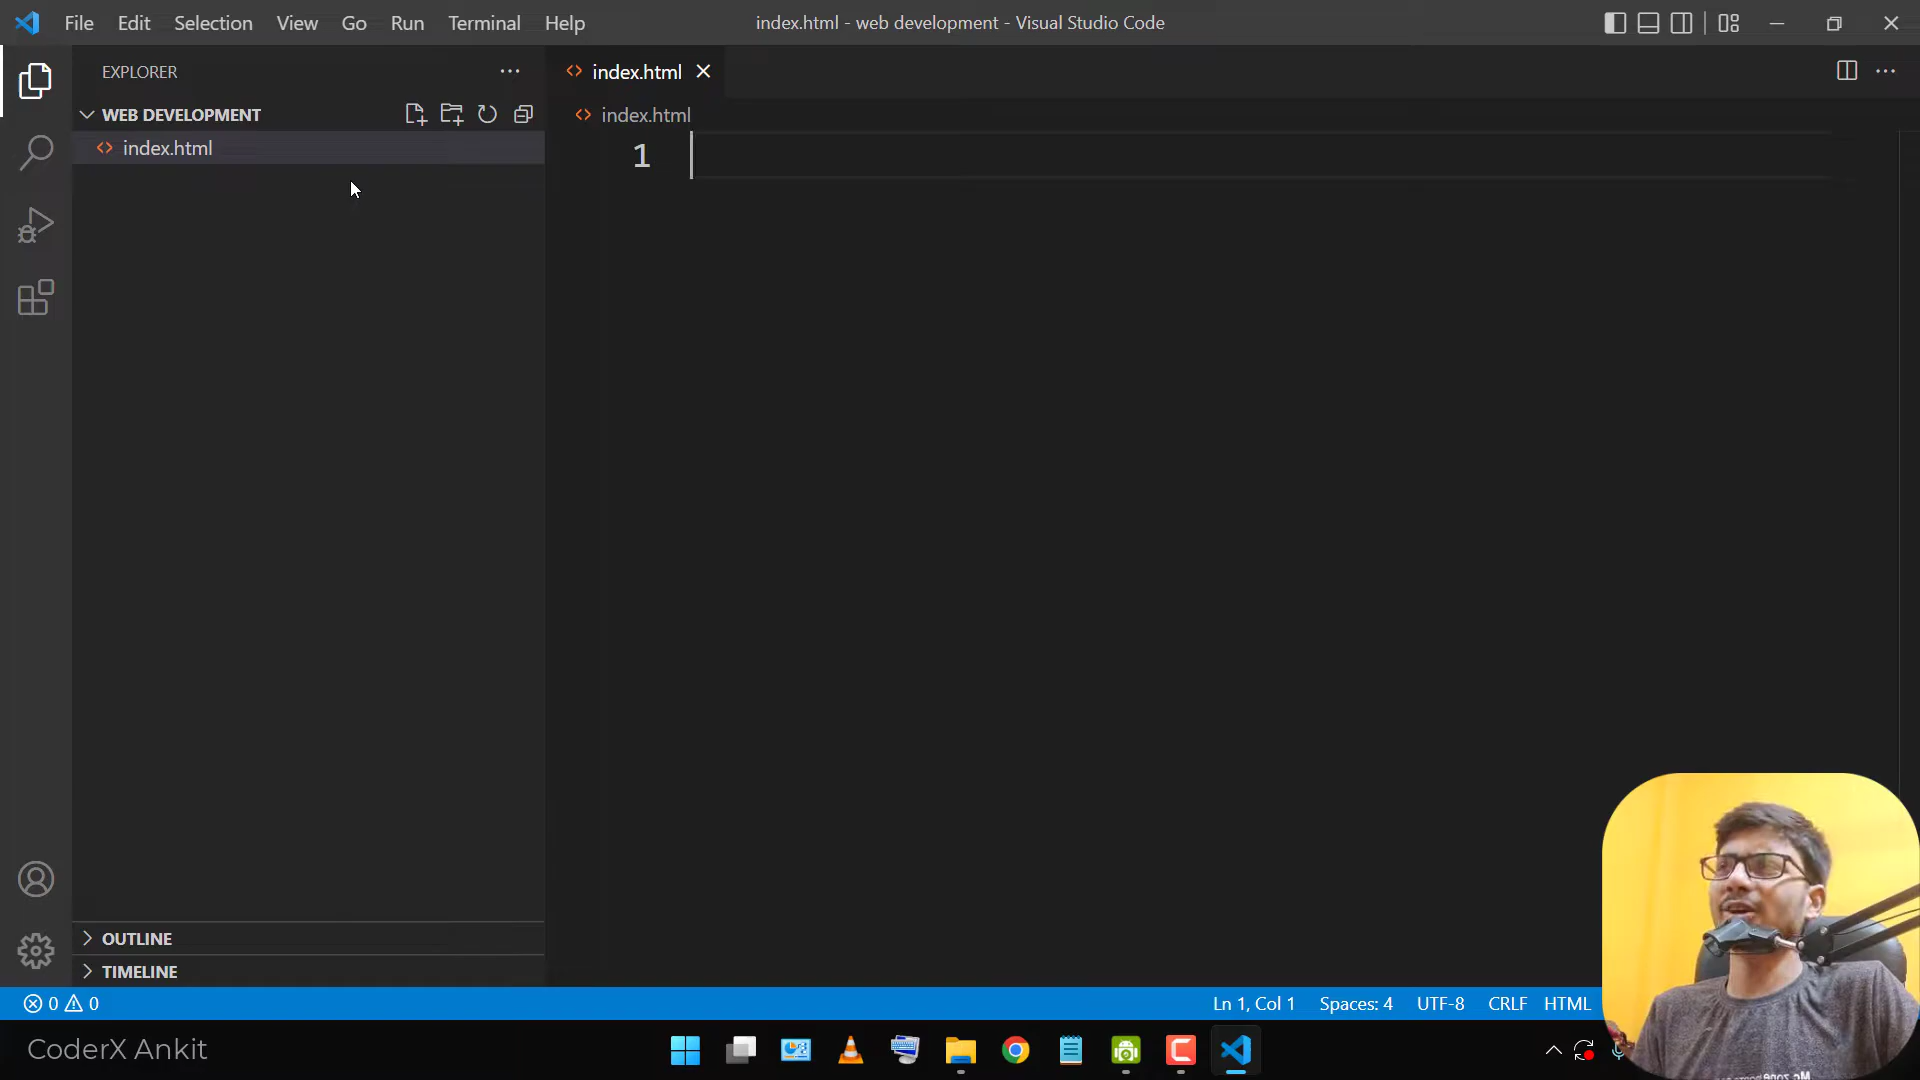 File Edit Selection View Go Run Terminal Help
index.html - web development - Visual Studio Code
EXPLORER
WEB DEVELOPMENT
index.html
index.html
index.html
1
OUTLINE
TIMELINE
0 0
Ln 1, Col 1 Spaces: 4 UTF-8 CRLF HTML
CoderX Ankit